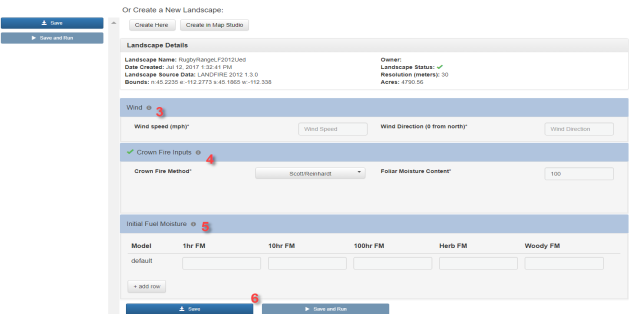 Or Create a New Landscape:
Save
Save and Run
Create Here
Create in Map Studio
Landscape Details
Landscape Name: RugbyRangeLF2012Ued
Date Created: Jul 12, 2017 1:32:41 PM
Landscape Source Data: LANDFIRE 2012 1.3.0
Bounds: n:45.2235 e:-112.2773 s:45.1865 w:-112.338
Owner:
Landscape Status: ✔
Resolution (meters): 30
Acres: 4790.56
Wind 3
Wind speed (mph)*
Wind Speed
Wind Direction (0 from north)*
Wind Direction
✔ Crown Fire Inputs 4
Crown Fire Method*
Scott/Reinhardt
Foliar Moisture Content*
100
Initial Fuel Moisture 5
Model 1hr FM 10hr FM 100hr FM Herb FM Woody FM
default
+ add row
6
Save
Save and Run